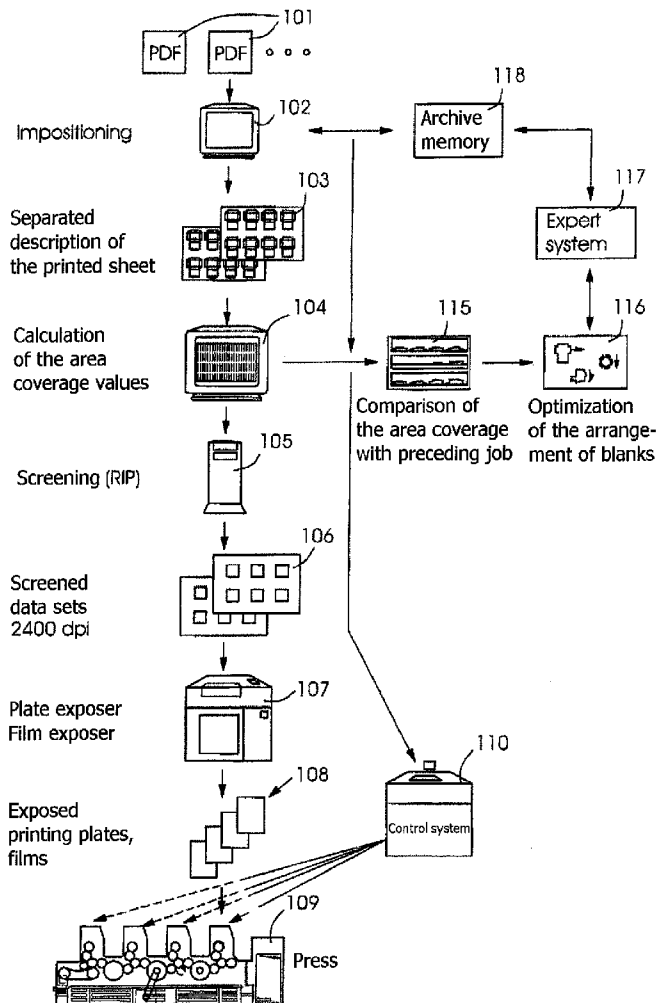 101
PDF PDF
118
102
Impositioning
Archive
memory
117
103
Separated
description of
the printed sheet
Expert
system
104
115
116
Calculation
of the area
coverage values
Comparison of
the area coverage
with preceding job
Optimization
of the arrange-
ment of blanks
105
Screening (RIP)
106
Screened
data sets
2400 dpi
107
Plate exposer
Film exposer
110
108
Exposed
printing plates,
films
Control system
109
Press